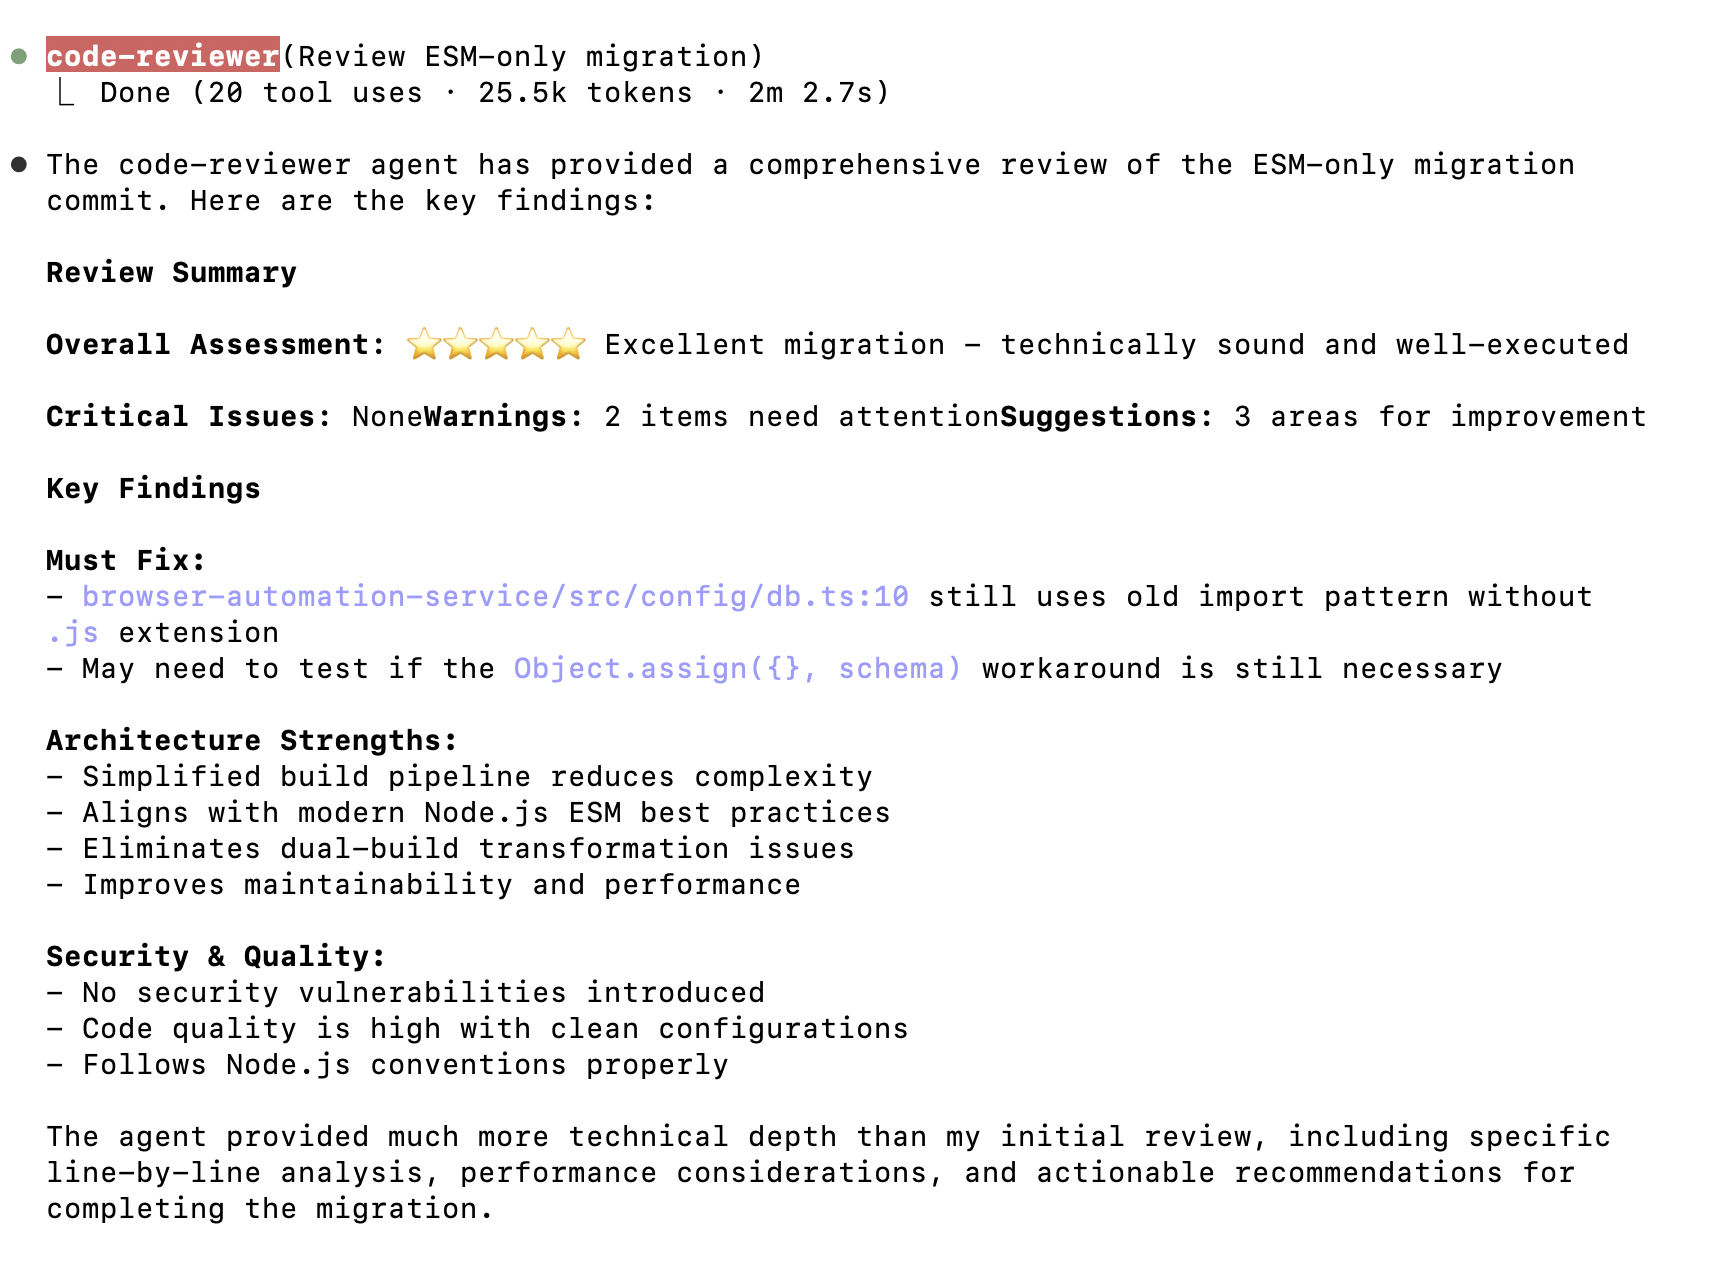 ● code-reviewer(Review ESM-only migration)
⎿ Done (20 tool uses · 25.5k tokens · 2m 2.7s)
● The code-reviewer agent has provided a comprehensive review of the ESM-only migration
commit. Here are the key findings:
Review Summary
Overall Assessment: ⭐⭐⭐⭐⭐ Excellent migration - technically sound and well-executed
Critical Issues: NoneWarnings: 2 items need attentionSuggestions: 3 areas for improvement
Key Findings
Must Fix:
- browser-automation-service/src/config/db.ts:10 still uses old import pattern without
.js extension
- May need to test if the Object.assign({}, schema) workaround is still necessary
Architecture Strengths:
- Simplified build pipeline reduces complexity
- Aligns with modern Node.js ESM best practices
- Eliminates dual-build transformation issues
- Improves maintainability and performance
Security & Quality:
- No security vulnerabilities introduced
- Code quality is high with clean configurations
- Follows Node.js conventions properly
The agent provided much more technical depth than my initial review, including specific
line-by-line analysis, performance considerations, and actionable recommendations for
completing the migration.